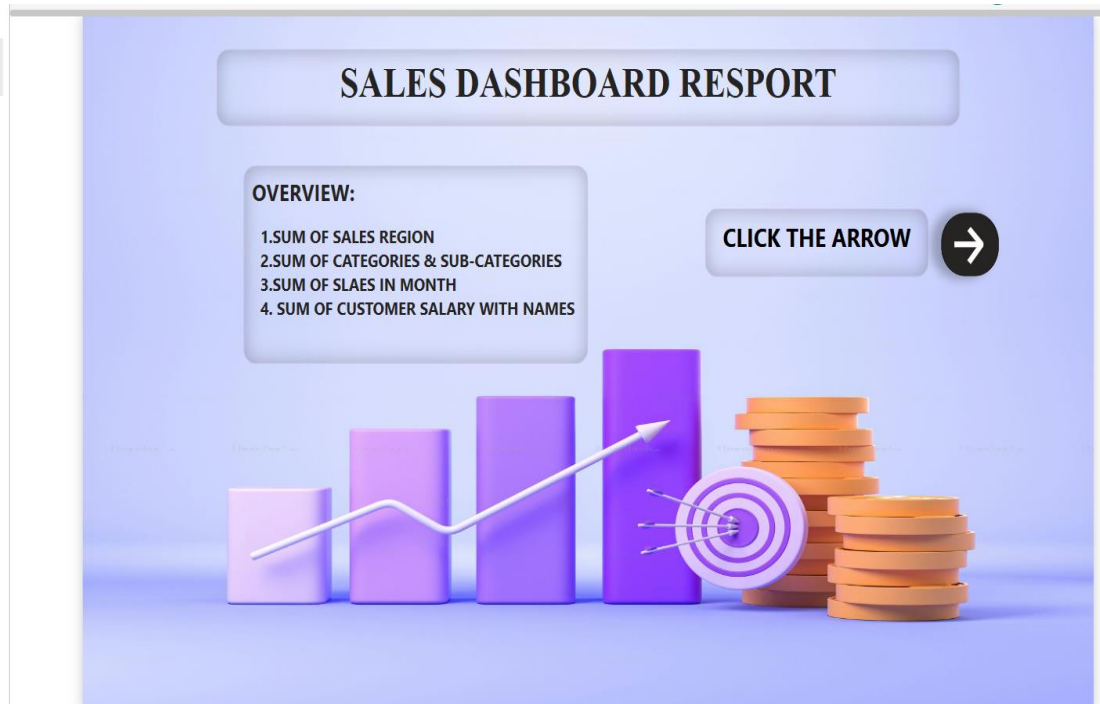 SALES DASHBOARD RESPORT
OVERVIEW:
1.SUM OF SALES REGION
2.SUM OF CATEGORIES & SUB-CATEGORIES
3.SUM OF SLAES IN MONTH
4. SUM OF CUSTOMER SALARY WITH NAMES
CLICK THE ARROW